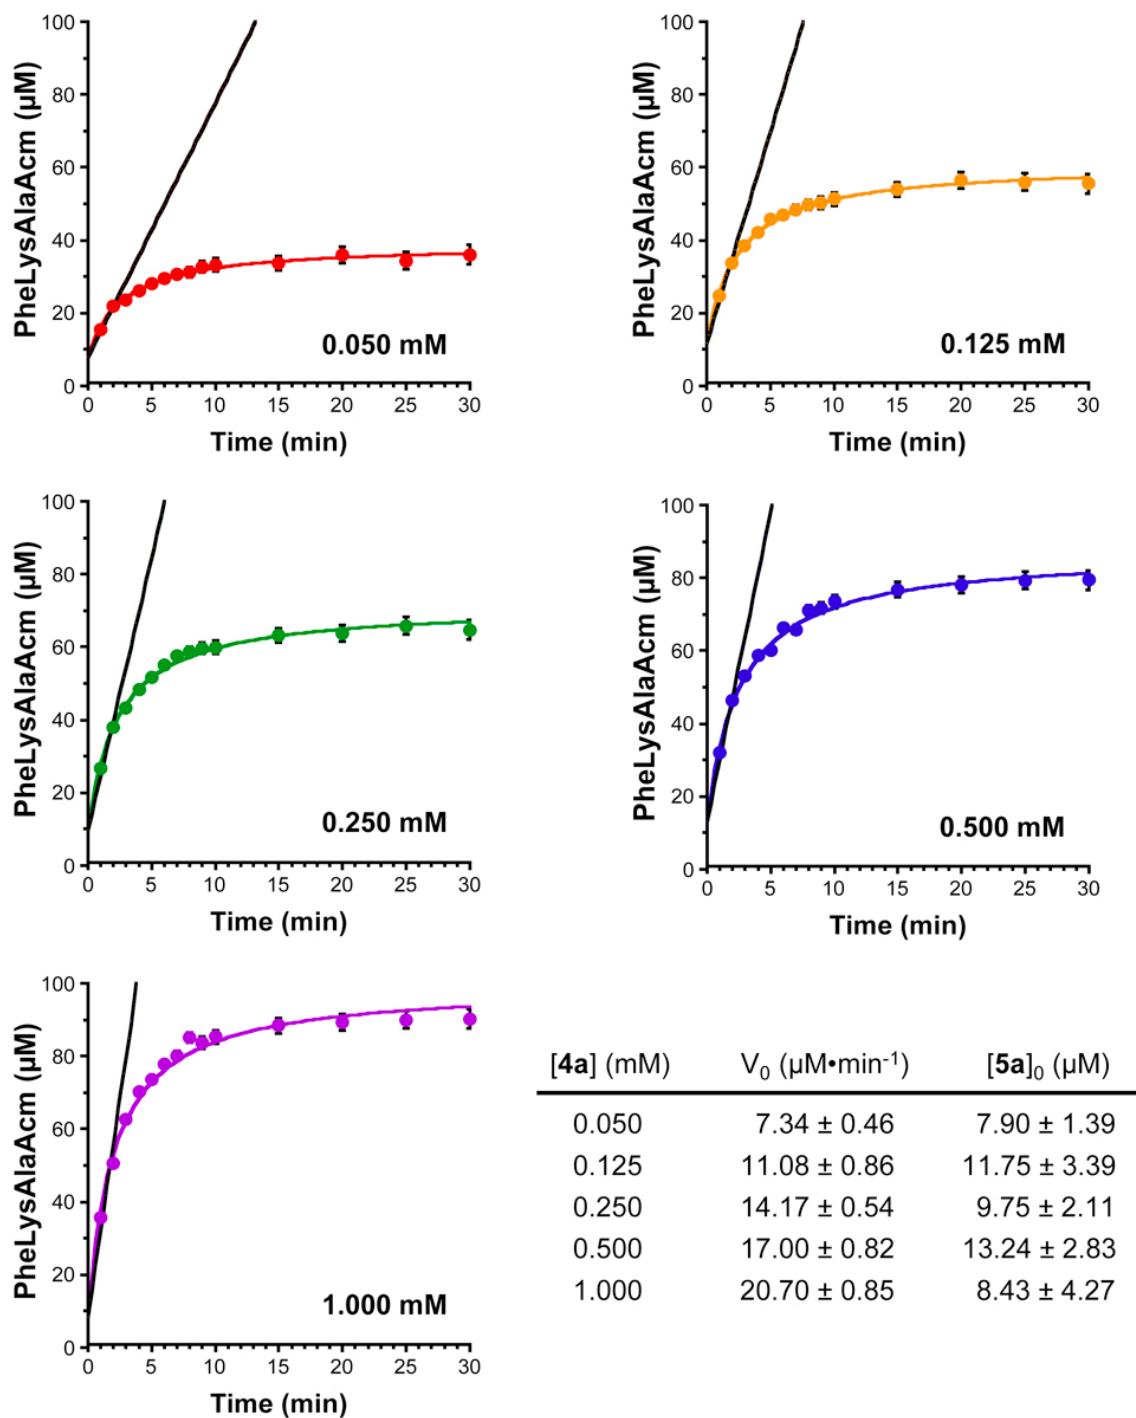 100
80
60
40
20
0
PheLysAlaAcm (µM)
0.050 mM
0 5 10 15 20 25 30
Time (min)
100
80
60
40
20
0
PheLysAlaAcm (µM)
0.125 mM
0 5 10 15 20 25 30
Time (min)
100
80
60
40
20
0
PheLysAlaAcm (µM)
0.250 mM
0 5 10 15 20 25 30
Time (min)
100
80
60
40
20
0
PheLysAlaAcm (µM)
0.500 mM
0 5 10 15 20 25 30
Time (min)
100
80
60
40
20
0
PheLysAlaAcm (µM)
1.000 mM
0 5 10 15 20 25 30
Time (min)
[4a] (mM) V₀ (µM•min⁻¹) [5a]₀ (µM)
0.050 7.34 ± 0.46 7.90 ± 1.39
0.125 11.08 ± 0.86 11.75 ± 3.39
0.250 14.17 ± 0.54 9.75 ± 2.11
0.500 17.00 ± 0.82 13.24 ± 2.83
1.000 20.70 ± 0.85 8.43 ± 4.27